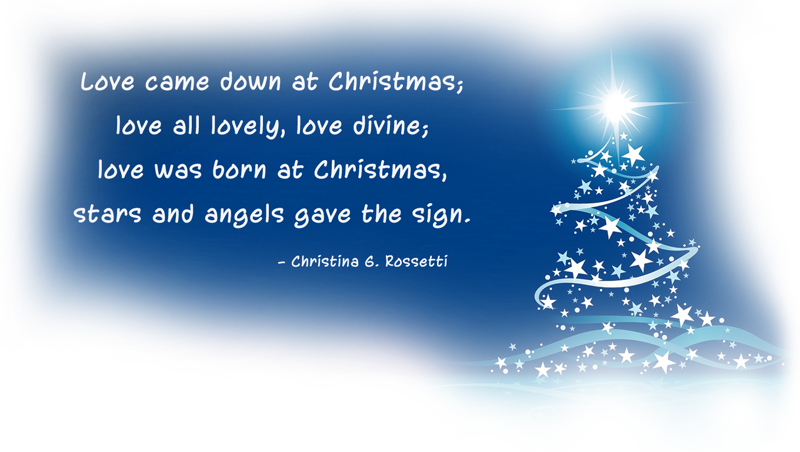 Love came down at Christmas;
love all lovely, love divine;
love was born at Christmas,
stars and angels gave the sign.
- Christina G. Rossetti